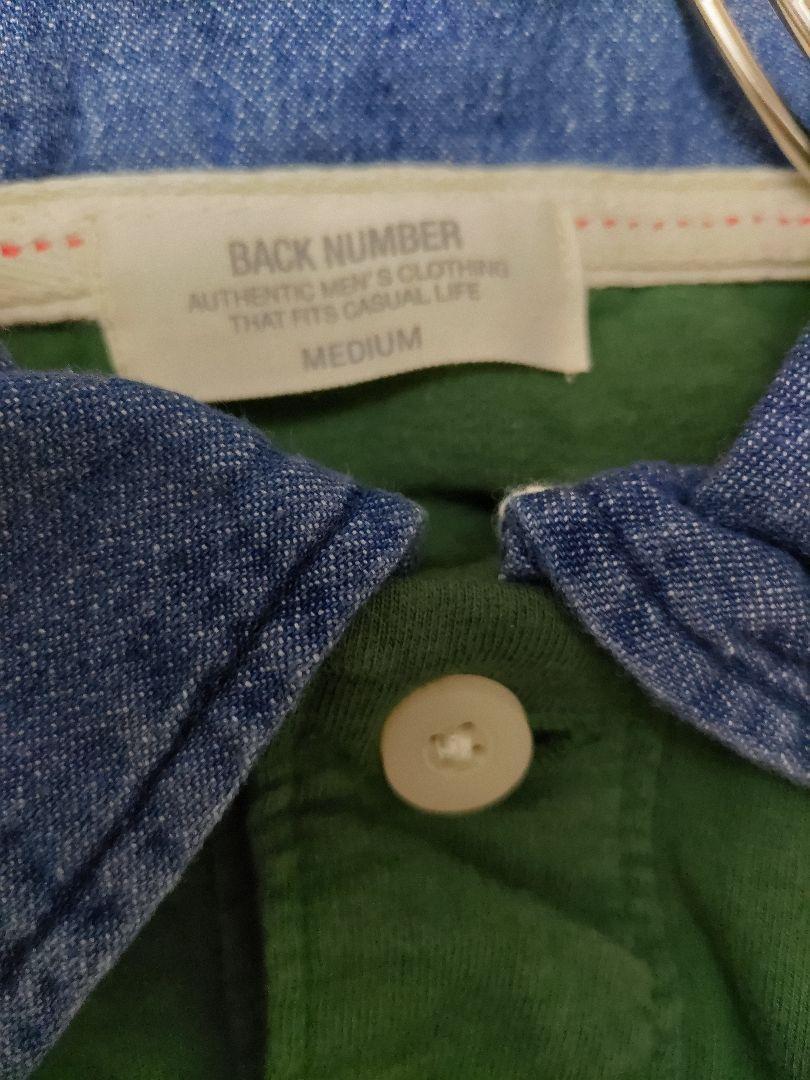 BACK NUMBER
AUTHENTIC MEN'S CLOTHING
THAT FITS CASUAL LIFE
MEDIUM